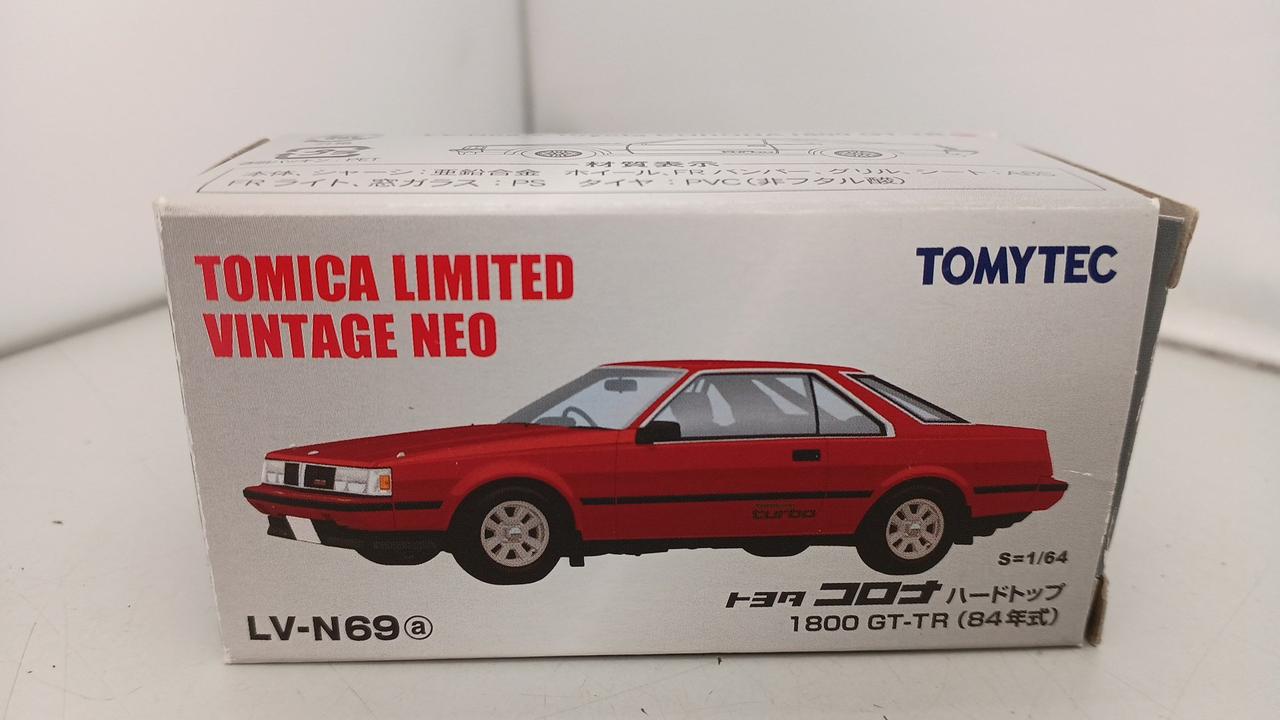 PET
材質表示
本体、シャーシ：亜鉛合金 ホイール、FRバンパー、グリル、シート：ABS
FRライト、窓ガラス：PS タイヤ：PVC(非フタル酸)
TOMICA LIMITED
VINTAGE NEO
TOMYTEC
turbo
S=1/64
トヨタ コロナ ハードトップ
1800 GT-TR (84年式)
LV-N69ⓐ